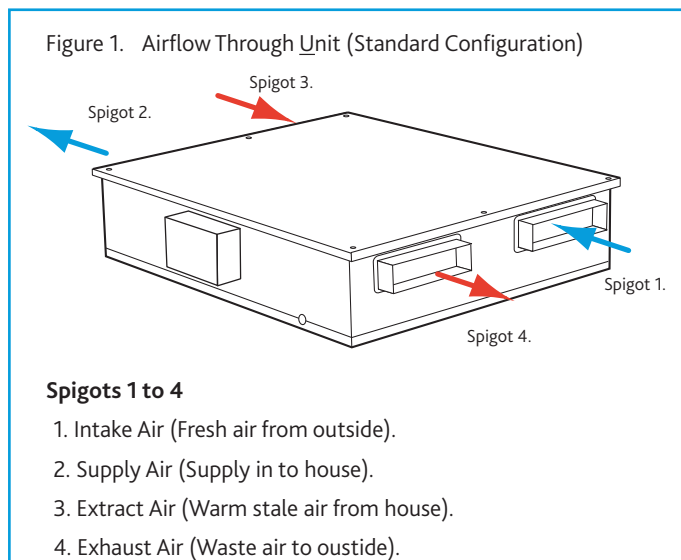 Figure 1. Airflow Through Unit (Standard Configuration)
Spigot 3.
Spigot 2.
Spigot 1.
Spigot 4.
Spigots 1 to 4
1. Intake Air (Fresh air from outside).
2. Supply Air (Supply in to house).
3. Extract Air (Warm stale air from house).
4. Exhaust Air (Waste air to oustide).